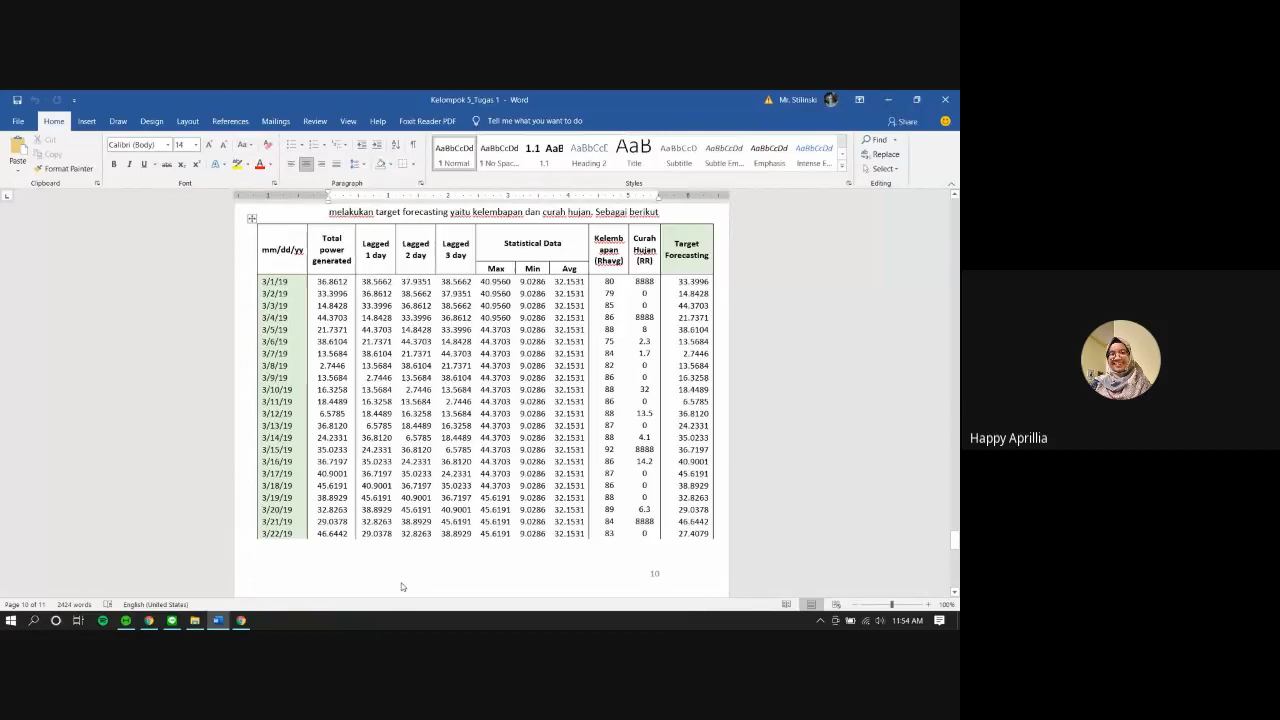 Kelompok 5_Tugas 1 - Word
Mr. Stilinski
File Home Insert Draw Design Layout References Mailings Review View Help Foxit Reader PDF Tell me what you want to do Share
Paste
Cut
Copy
Format Painter
Calibri (Body) 14
AaBbCcDd AaBbCcDd 1.1 AaB AaBbCcD AaB AaBbCcD AaBbCcDd AaBbCcDd AaBbCcDd
1 Normal 1 No Spac... 1.1 Heading 2 Title Subtitle Subtle Em... Emphasis Intense E...
Find
Replace
Select
Clipboard Font Paragraph Styles Editing
melakukan target forecasting yaitu kelembapan dan curah hujan. Sebagai berikut
mm/dd/yy Total power generated Lagged 1 day Lagged 2 day Lagged 3 day Statistical Data Kelembapan (Rhavg) Curah Hujan (RR) Target Forecasting
Max Min Avg
3/1/19 36.8612 38.5662 37.9351 38.5662 40.9560 9.0286 32.1531 80 8888 33.3996
3/2/19 33.3996 36.8612 38.5662 37.9351 40.9560 9.0286 32.1531 79 0 14.8428
3/3/19 14.8428 33.3996 36.8612 38.5662 40.9560 9.0286 32.1531 85 0 44.3703
3/4/19 44.3703 14.8428 33.3996 36.8612 40.9560 9.0286 32.1531 86 8888 21.7371
3/5/19 21.7371 44.3703 14.8428 33.3996 44.3703 9.0286 32.1531 88 8 38.6104
3/6/19 38.6104 21.7371 44.3703 14.8428 44.3703 9.0286 32.1531 75 2.3 13.5684
3/7/19 13.5684 38.6104 21.7371 44.3703 44.3703 9.0286 32.1531 84 1.7 2.7446
3/8/19 2.7446 13.5684 38.6104 21.7371 44.3703 9.0286 32.1531 82 0 13.5684
3/9/19 13.5684 2.7446 13.5684 38.6104 44.3703 9.0286 32.1531 86 0 16.3258
3/10/19 16.3258 13.5684 2.7446 13.5684 44.3703 9.0286 32.1531 88 32 18.4489
3/11/19 18.4489 16.3258 13.5684 2.7446 44.3703 9.0286 32.1531 86 0 6.5785
3/12/19 6.5785 18.4489 16.3258 13.5684 44.3703 9.0286 32.1531 88 13.5 36.8120
3/13/19 36.8120 6.5785 18.4489 16.3258 44.3703 9.0286 32.1531 87 0 24.2331
3/14/19 24.2331 36.8120 6.5785 18.4489 44.3703 9.0286 32.1531 88 4.1 35.0233
3/15/19 35.0233 24.2331 36.8120 6.5785 44.3703 9.0286 32.1531 92 8888 36.7197
3/16/19 36.7197 35.0233 24.2331 36.8120 44.3703 9.0286 32.1531 86 14.2 40.9001
3/17/19 40.9001 36.7197 35.0233 24.2331 44.3703 9.0286 32.1531 87 0 45.6191
3/18/19 45.6191 40.9001 36.7197 35.0233 44.3703 9.0286 32.1531 86 0 38.8929
3/19/19 38.8929 45.6191 40.9001 36.7197 45.6191 9.0286 32.1531 88 0 32.8263
3/20/19 32.8263 38.8929 45.6191 40.9001 45.6191 9.0286 32.1531 89 6.3 29.0378
3/21/19 29.0378 32.8263 38.8929 45.6191 45.6191 9.0286 32.1531 84 8888 46.6442
3/22/19 46.6442 29.0378 32.8263 38.8929 45.6191 9.0286 32.1531 83 0 27.4079
10
Page 10 of 11 2424 words English (United States) 100%
11:54 AM
Happy Aprillia